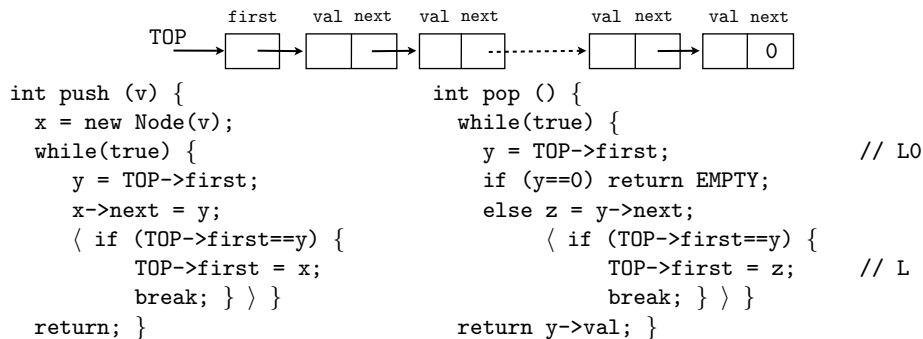 first val next val next val next val next
TOP 0
int push (v) {
x = new Node(v);
while(true) {
y = TOP->first;
x->next = y;
⟨ if (TOP->first==y) {
TOP->first = x;
break; } ⟩ }
return; }
int pop () {
while(true) {
y = TOP->first; // L0
if (y==0) return EMPTY;
else z = y->next;
⟨ if (TOP->first==y) {
TOP->first = z; // L
break; } ⟩ }
return y->val; }